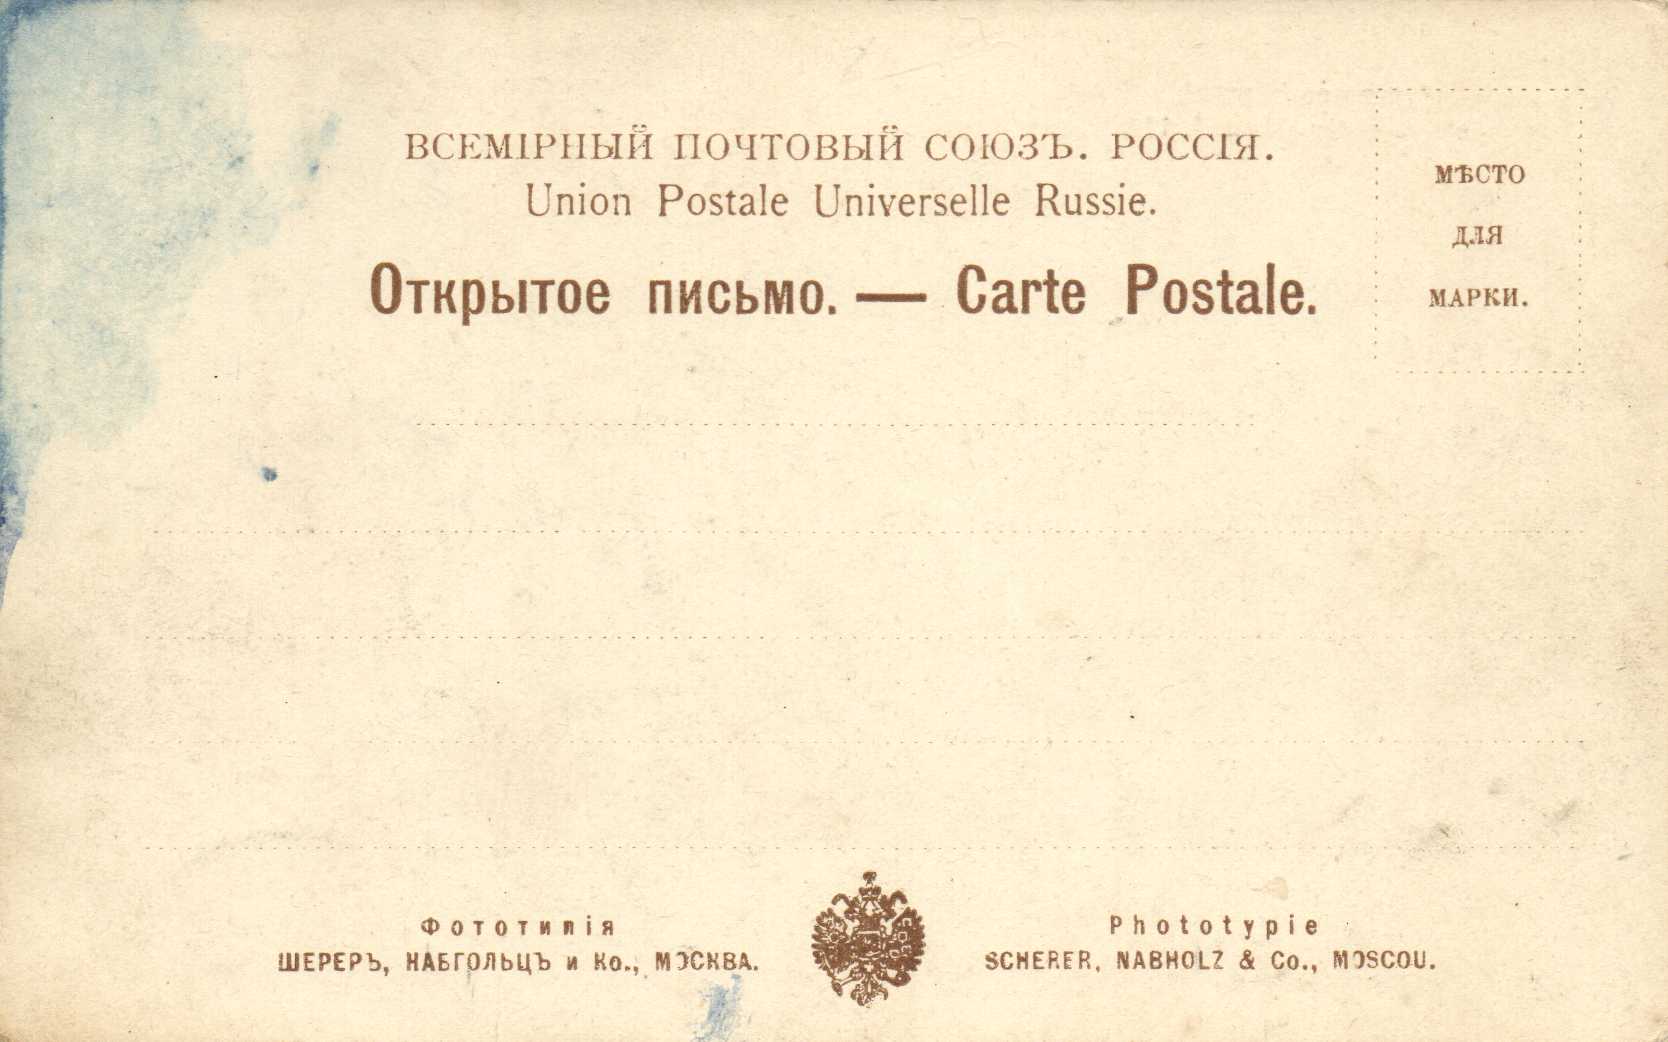 ВСЕМІРНЫЙ ПОЧТОВЫЙ СОЮЗЪ. РОССІЯ.
Union Postale Universelle Russie.
Открытое письмо. — Carte Postale.
МѢСТО
ДЛЯ
МАРКИ.
Фототипія
ШЕРЕРЪ, НАБГОЛЬЦЪ и Ко., МОСКВА.
Phototypie
SCHERER, NABHOLZ & Co., MOSCOU.